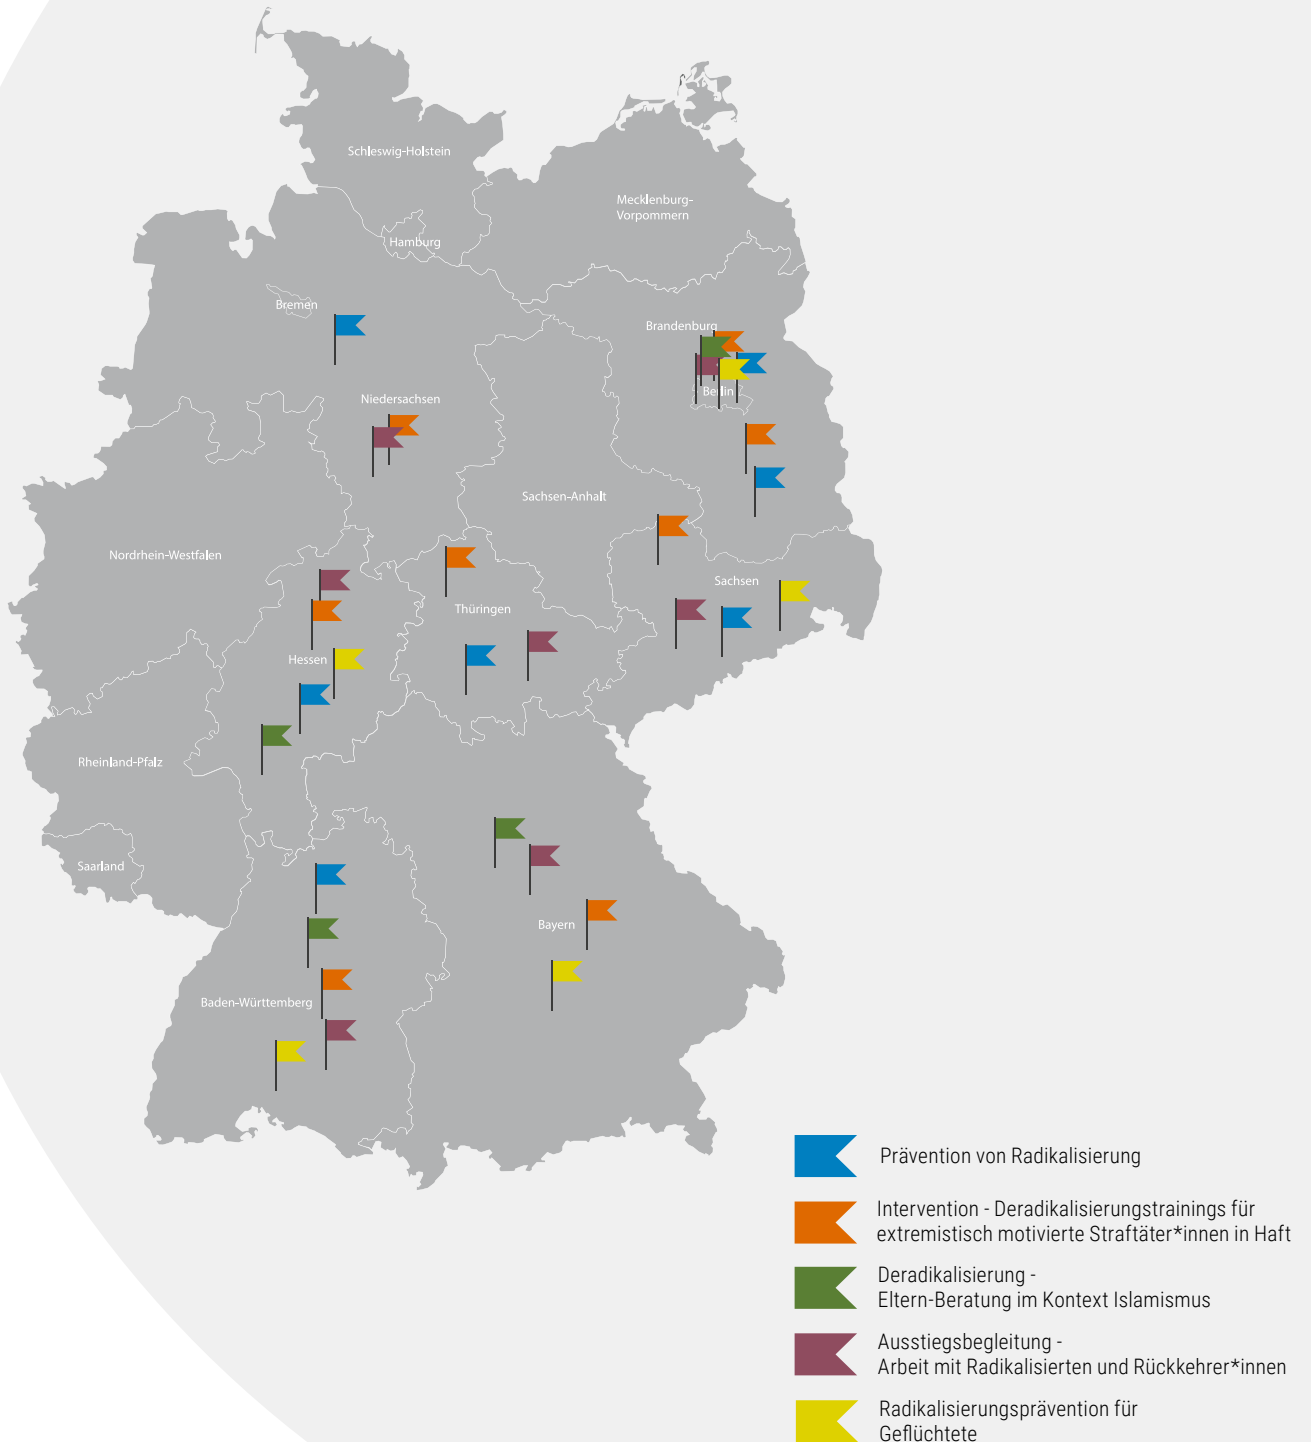 Schleswig-Holstein
Mecklenburg-
Vorpommern
Hamburg
Bremen
Brandenburg
Berlin
Niedersachsen
Sachsen-Anhalt
Nordrhein-Westfalen
Sachsen
Thüringen
Hessen
Rheinland-Pfalz
Saarland
Bayern
Baden-Württemberg
Prävention von Radikalisierung
Intervention - Deradikalisierungstrainings für
extremistisch motivierte Straftäter*innen in Haft
Deradikalisierung -
Eltern-Beratung im Kontext Islamismus
Ausstiegsbegleitung -
Arbeit mit Radikalisierten und Rückkehrer*innen
Radikalisierungsprävention für
Geflüchtete